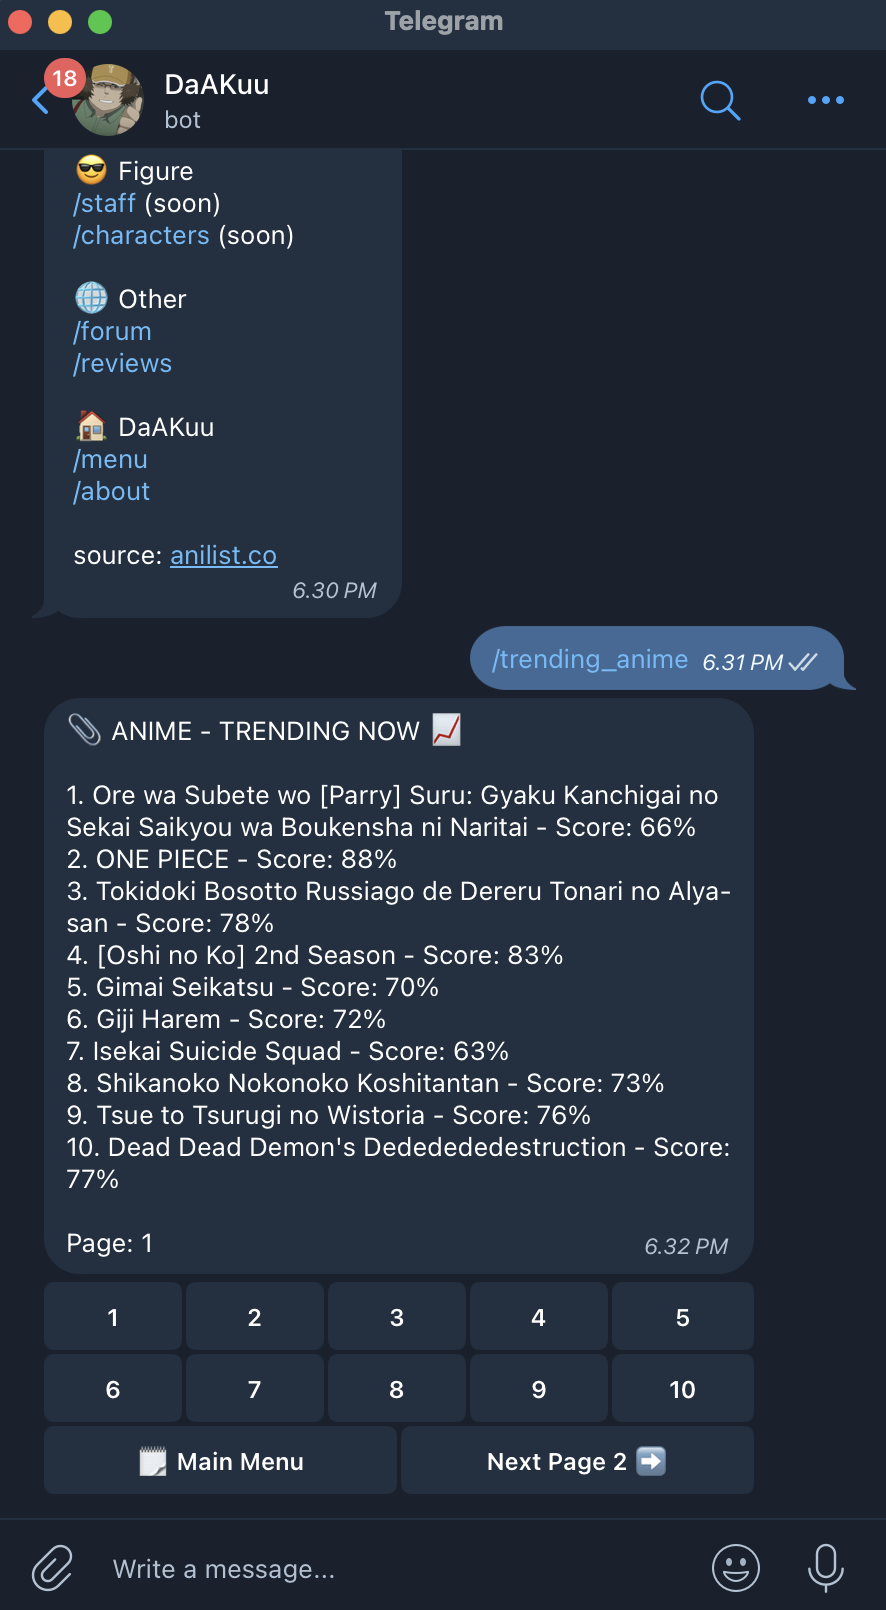 Telegram
18
DaAKuu
bot
😎 Figure
/staff (soon)
/characters (soon)
🌐 Other
/forum
/reviews
🏠 DaAKuu
/menu
/about
source: anilist.co
6.30 PM
/trending_anime 6.31 PM
📎 ANIME - TRENDING NOW 📈
1. Ore wa Subete wo [Parry] Suru: Gyaku Kanchigai no
Sekai Saikyou wa Boukensha ni Naritai - Score: 66%
2. ONE PIECE - Score: 88%
3. Tokidoki Bosotto Russiago de Dereru Tonari no Alya-
san - Score: 78%
4. [Oshi no Ko] 2nd Season - Score: 83%
5. Gimai Seikatsu - Score: 70%
6. Giji Harem - Score: 72%
7. Isekai Suicide Squad - Score: 63%
8. Shikanoko Nokonoko Koshitantan - Score: 73%
9. Tsue to Tsurugi no Wistoria - Score: 76%
10. Dead Dead Demon's Dededededestruction - Score:
77%
Page: 1
6.32 PM
1 2 3 4 5
6 7 8 9 10
🗒 Main Menu Next Page 2 ➡️
Write a message...